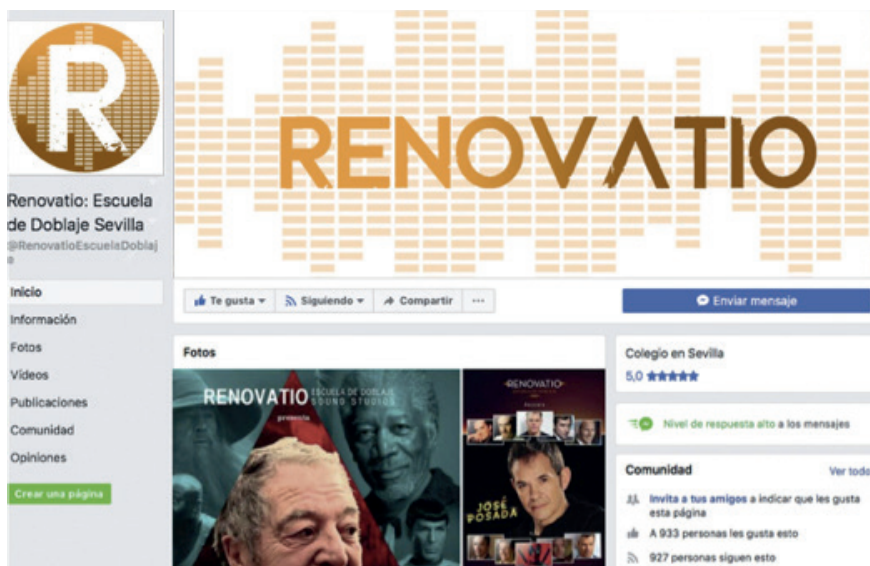 R
RENOVATIO
Renovatio: Escuela
de Doblaje Sevilla
@RenovatioEscuelaDoblaj
e
Inicio
Información
Fotos
Vídeos
Publicaciones
Comunidad
Opiniones
Crear una página
Te gusta
Siguiendo
Compartir
Enviar mensaje
Fotos
RENOVATIO ESCUELA DE DOBLAJE
SOUND STUDIOS
presenta
RENOVATIO
JOSÉ
POSADA
Colegio en Sevilla
5,0 ★★★★★
Nivel de respuesta alto a los mensajes
Comunidad Ver todo
Invita a tus amigos a indicar que les gusta
esta página
A 933 personas les gusta esto
927 personas siguen esto